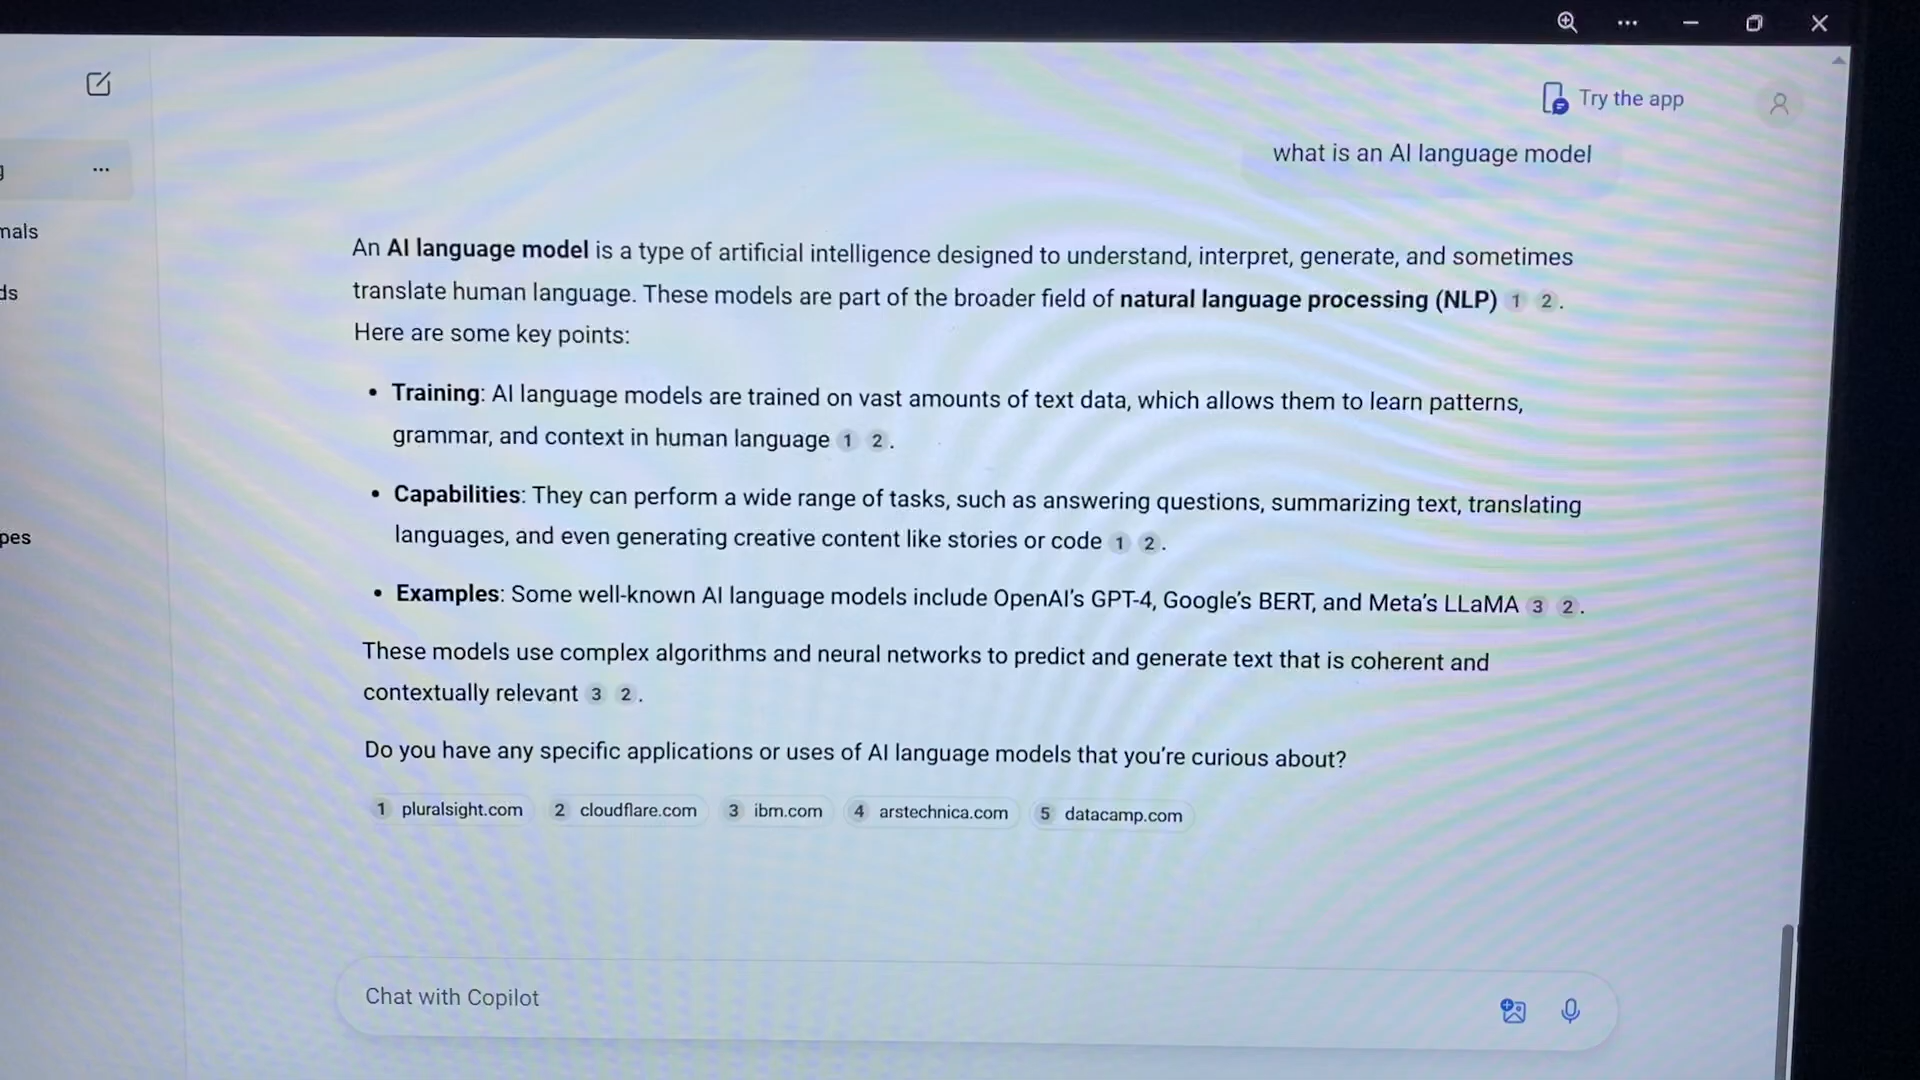 Try the app
what is an AI language model
An AI language model is a type of artificial intelligence designed to understand, interpret, generate, and sometimes
translate human language. These models are part of the broader field of natural language processing (NLP) 1 2.
Here are some key points:
• Training: AI language models are trained on vast amounts of text data, which allows them to learn patterns,
grammar, and context in human language 1 2.
• Capabilities: They can perform a wide range of tasks, such as answering questions, summarizing text, translating
languages, and even generating creative content like stories or code 1 2.
• Examples: Some well-known AI language models include OpenAI’s GPT-4, Google’s BERT, and Meta’s LLaMA 3 2.
These models use complex algorithms and neural networks to predict and generate text that is coherent and
contextually relevant 3 2.
Do you have any specific applications or uses of AI language models that you’re curious about?
1 pluralsight.com 2 cloudflare.com 3 ibm.com 4 arstechnica.com 5 datacamp.com
Chat with Copilot